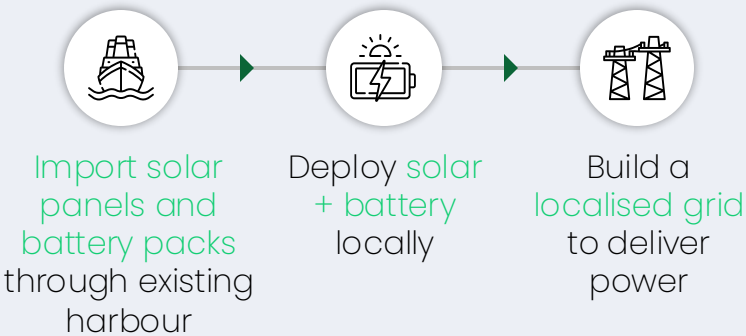 Import solar
panels and
battery packs
through existing
harbour
Deploy solar
+ battery
locally
Build a
localised grid
to deliver
power